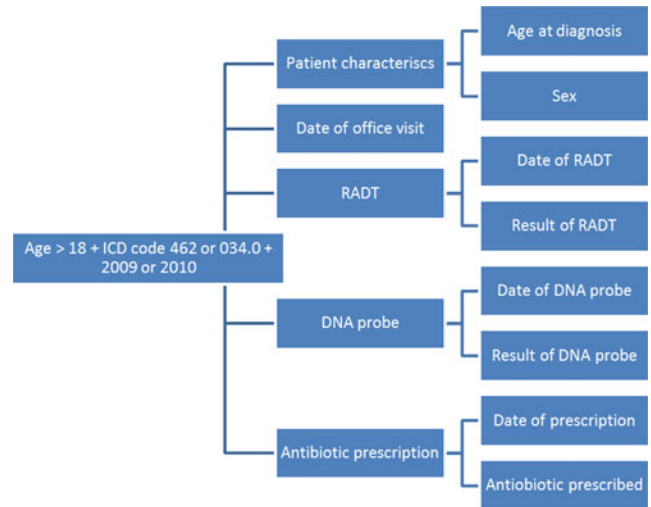 Age > 18 + ICD code 462 or 034.0 +
2009 or 2010
Patient characteriscs
Age at diagnosis
Sex
Date of office visit
RADT
Date of RADT
Result of RADT
DNA probe
Date of DNA probe
Result of DNA probe
Antibiotic prescription
Date of prescription
Antiobiotic prescribed